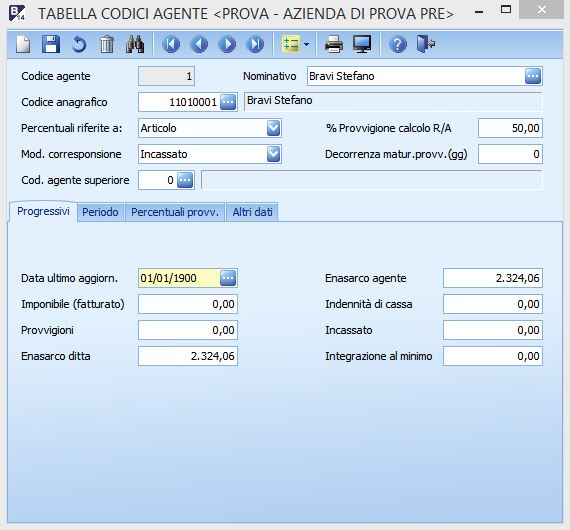 B 14 TABELLA CODICI AGENTE <PROVA - AZIENDA DI PROVA PRE>
Codice agente 1 Nominativo Bravi Stefano
Codice anagrafico 11010001 Bravi Stefano
Percentuali riferite a: Articolo % Provvigione calcolo R/A 50,00
Mod. corresponsione Incassato Decorrenza matur.provv.(gg) 0
Cod. agente superiore 0
Progressivi Periodo Percentuali provv. Altri dati
Data ultimo aggiorn. 01/01/1900 Enasarco agente 2.324,06
Imponibile (fatturato) 0,00 Indennità di cassa 0,00
Provvigioni 0,00 Incassato 0,00
Enasarco ditta 2.324,06 Integrazione al minimo 0,00